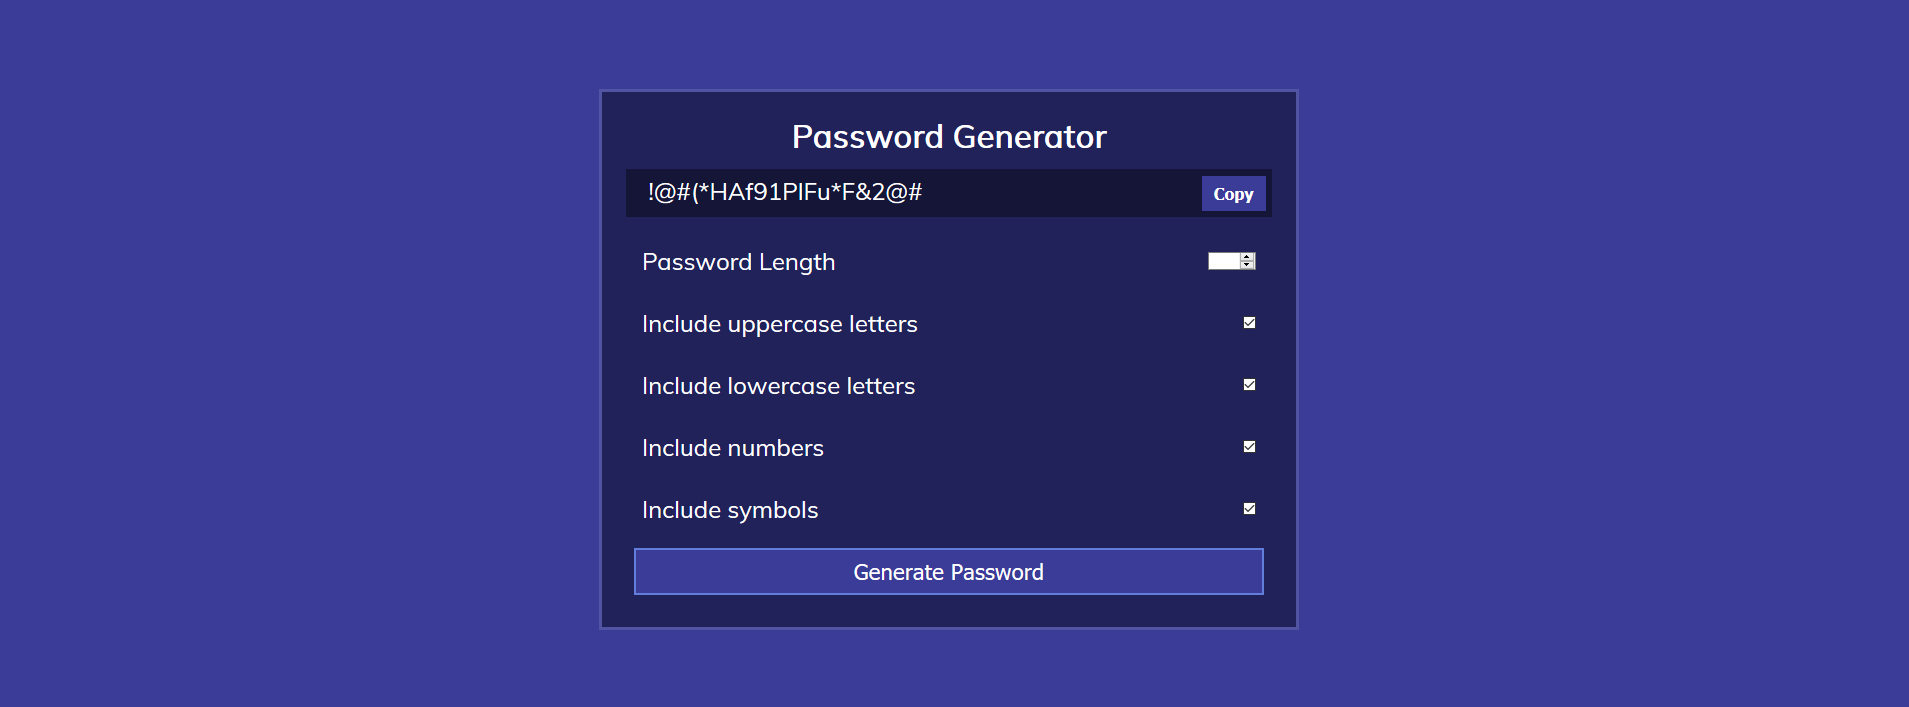 Password Generator
!@#(*HAf91PIFu*F&2@#
Copy
Password Length
Include uppercase letters
Include lowercase letters
Include numbers
Include symbols
Generate Password